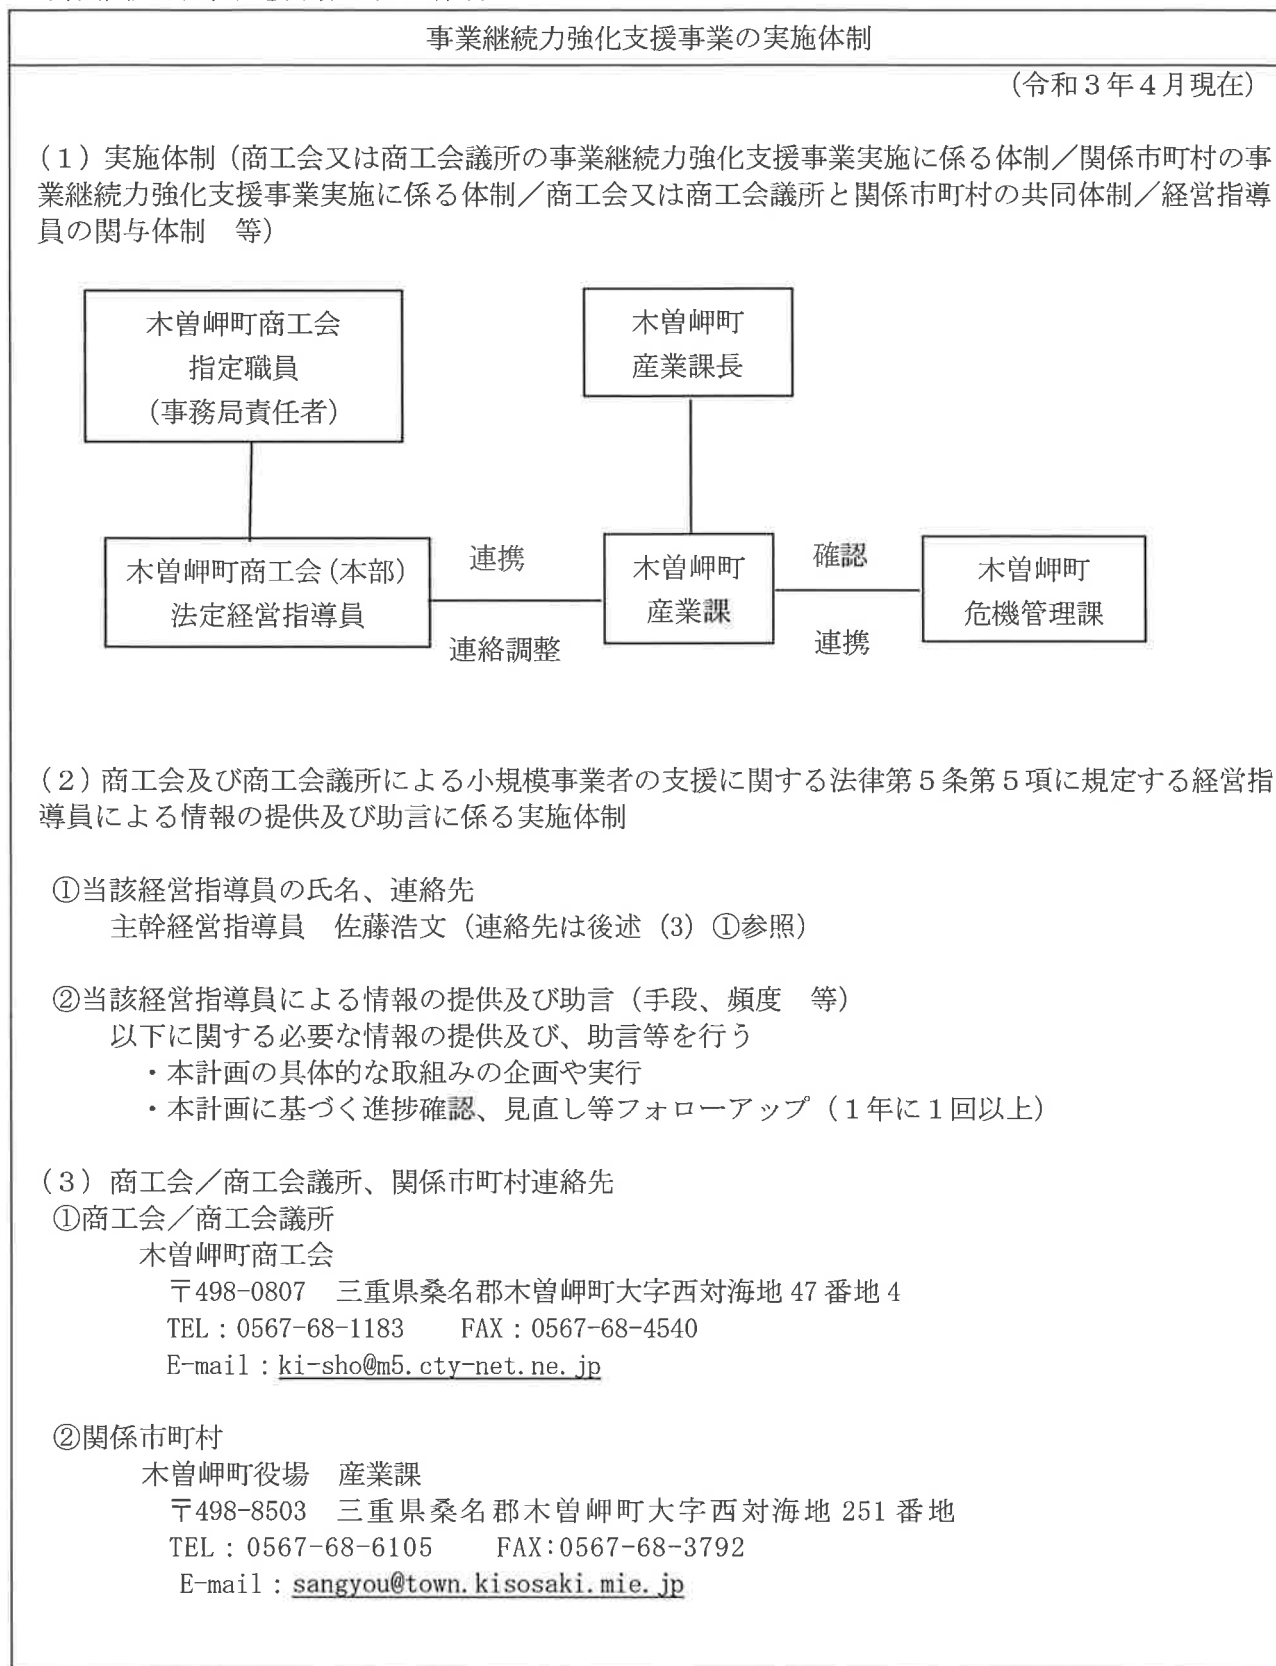 事業継続力強化支援事業の実施体制
（令和３年４月現在）
（１）実施体制（商工会又は商工会議所の事業継続力強化支援事業実施に係る体制／関係市町村の事
業継続力強化支援事業実施に係る体制／商工会又は商工会議所と関係市町村の共同体制／経営指導
員の関与体制　等）
木曽岬町商工会
指定職員
（事務局責任者）
木曽岬町
産業課長
木曽岬町商工会（本部）
法定経営指導員
連携
連絡調整
木曽岬町
産業課
確認
連携
木曽岬町
危機管理課
（２）商工会及び商工会議所による小規模事業者の支援に関する法律第５条第５項に規定する経営指
導員による情報の提供及び助言に係る実施体制
①当該経営指導員の氏名、連絡先
主幹経営指導員　佐藤浩文（連絡先は後述（3）①参照）
②当該経営指導員による情報の提供及び助言（手段、頻度　等）
以下に関する必要な情報の提供及び、助言等を行う
・本計画の具体的な取組みの企画や実行
・本計画に基づく進捗確認、見直し等フォローアップ（１年に１回以上）
（３）商工会／商工会議所、関係市町村連絡先
①商工会／商工会議所
木曽岬町商工会
〒498-0807　三重県桑名郡木曽岬町大字西対海地 47 番地 4
TEL：0567-68-1183　　FAX：0567-68-4540
E-mail：ki-sho@m5.cty-net.ne.jp
②関係市町村
木曽岬町役場　産業課
〒498-8503　三重県桑名郡木曽岬町大字西対海地 251 番地
TEL：0567-68-6105　　FAX:0567-68-3792
E-mail：sangyou@town.kisosaki.mie.jp